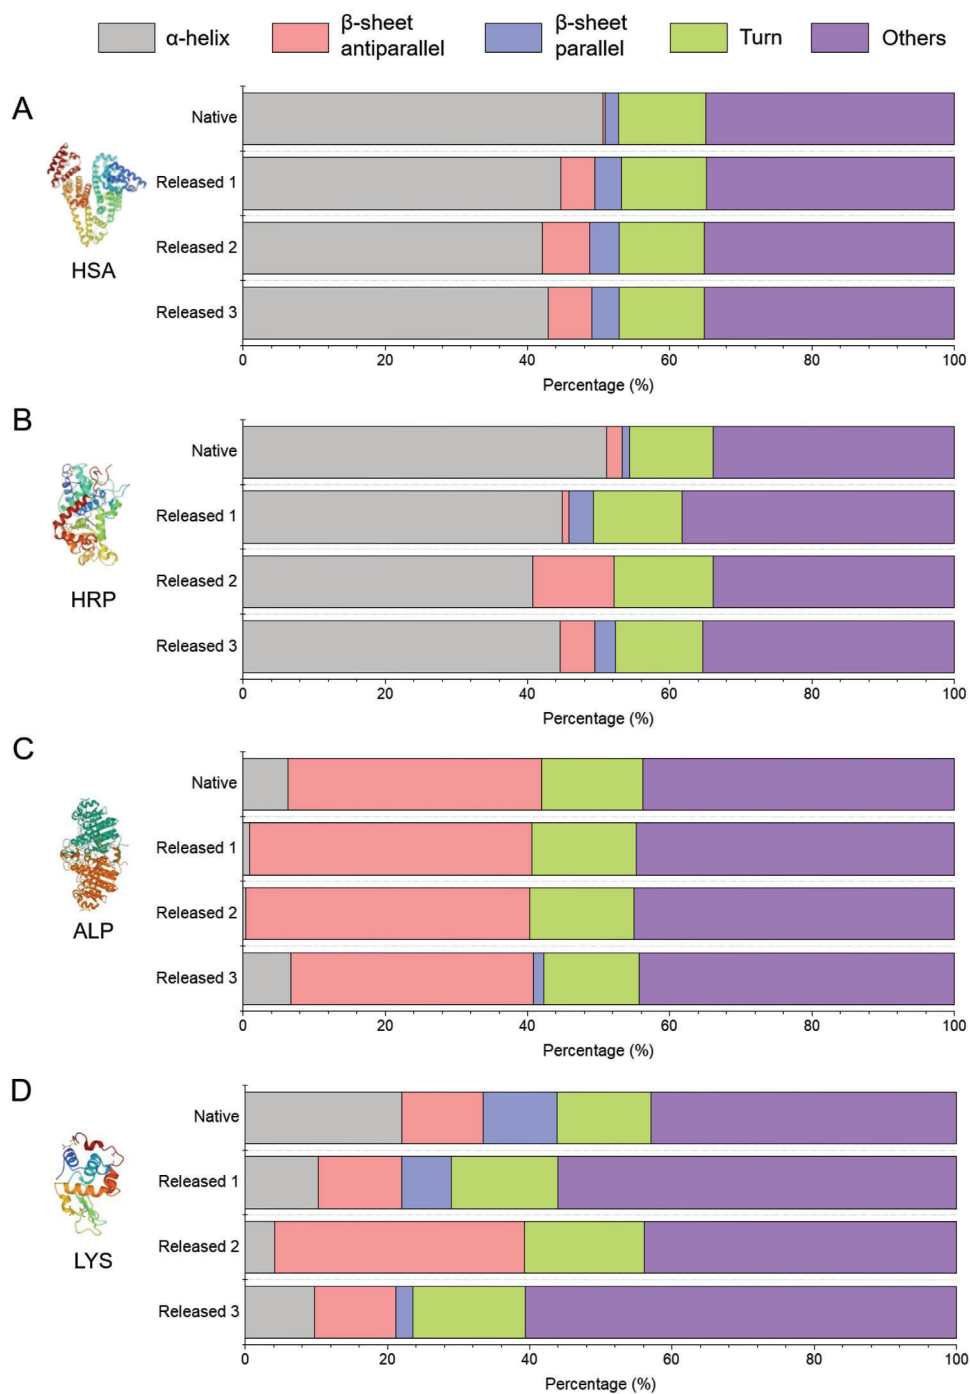 α-helix
β-sheet
antiparallel
β-sheet
parallel
Turn
Others
A
HSA
Native
Released 1
Released 2
Released 3
0 20 40 60 80 100
Percentage (%)
B
HRP
Native
Released 1
Released 2
Released 3
0 20 40 60 80 100
Percentage (%)
C
ALP
Native
Released 1
Released 2
Released 3
0 20 40 60 80 100
Percentage (%)
D
LYS
Native
Released 1
Released 2
Released 3
0 20 40 60 80 100
Percentage (%)